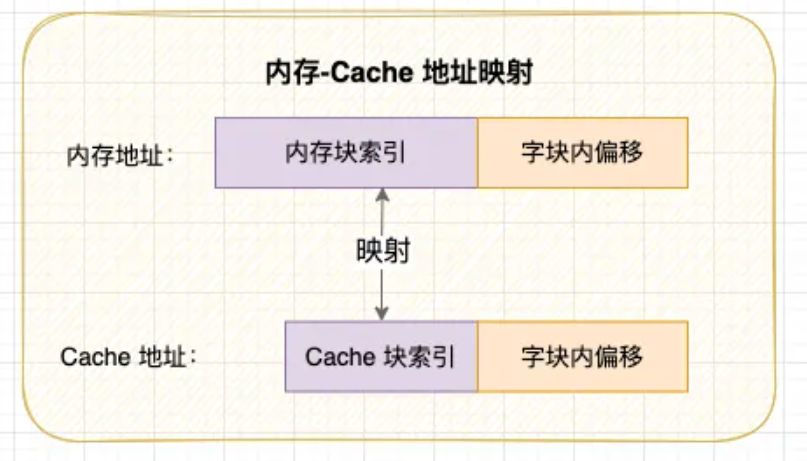 内存-Cache 地址映射
内存地址：
内存块索引
字块内偏移
映射
Cache 地址：
Cache 块索引
字块内偏移